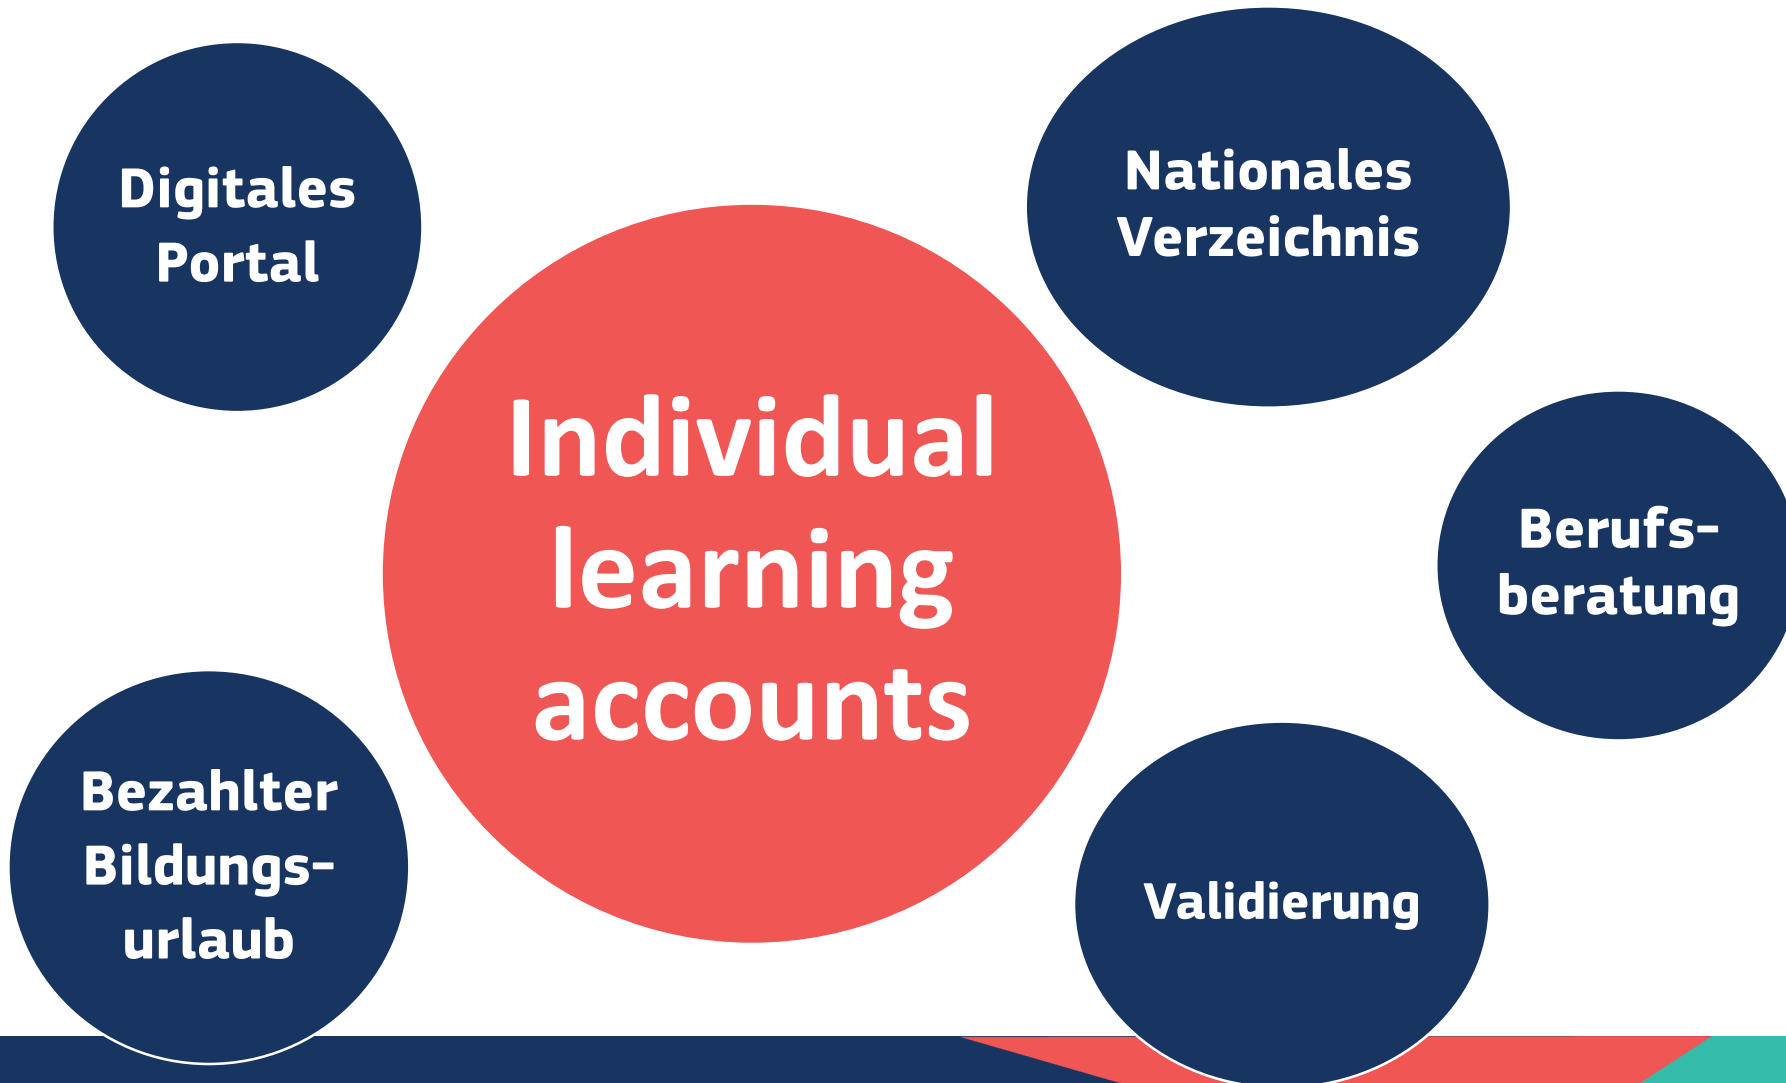 Digitales
Portal
Nationales
Verzeichnis
Individual
learning
accounts
Berufs-
beratung
Bezahlter
Bildungs-
urlaub
Validierung